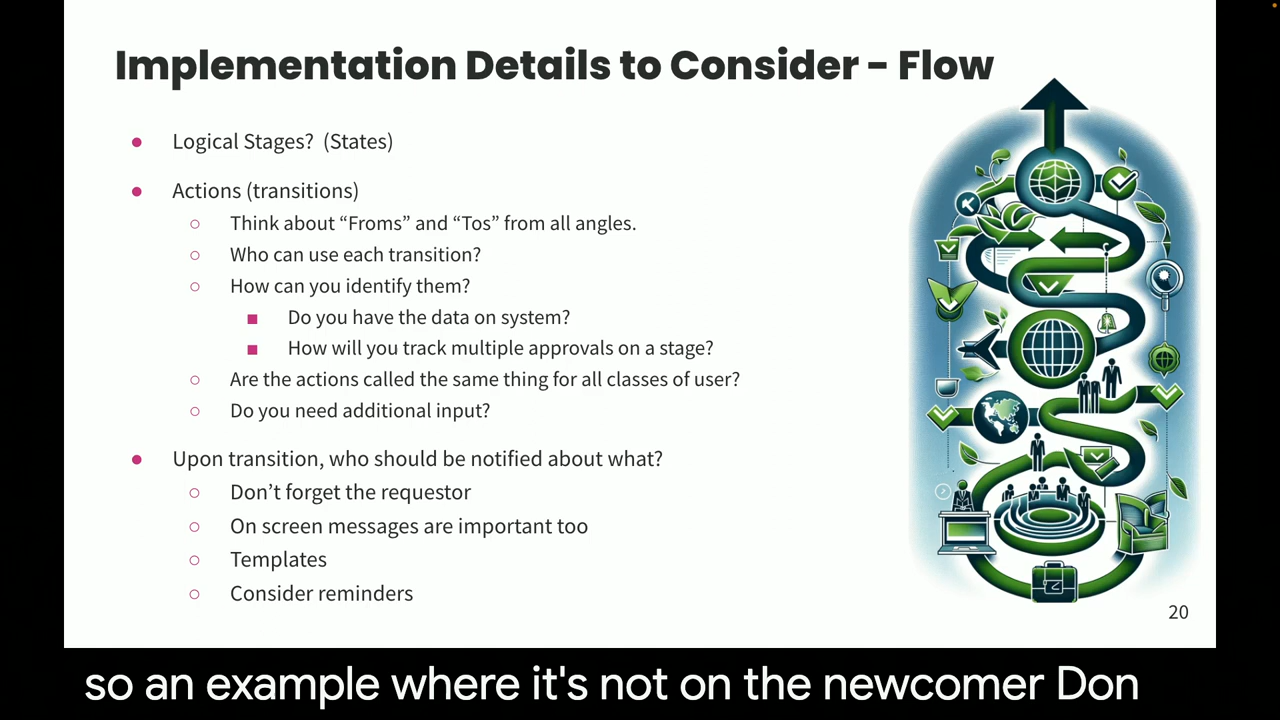 Implementation Details to Consider – Flow
● Logical Stages? (States)
● Actions (transitions)
○ Think about “Froms” and “Tos” from all angles.
○ Who can use each transition?
○ How can you identify them?
■ Do you have the data on system?
■ How will you track multiple approvals on a stage?
○ Are the actions called the same thing for all classes of user?
○ Do you need additional input?
● Upon transition, who should be notified about what?
○ Don’t forget the requestor
○ On screen messages are important too
○ Templates
○ Consider reminders
20
so an example where it's not on the newcomer Don